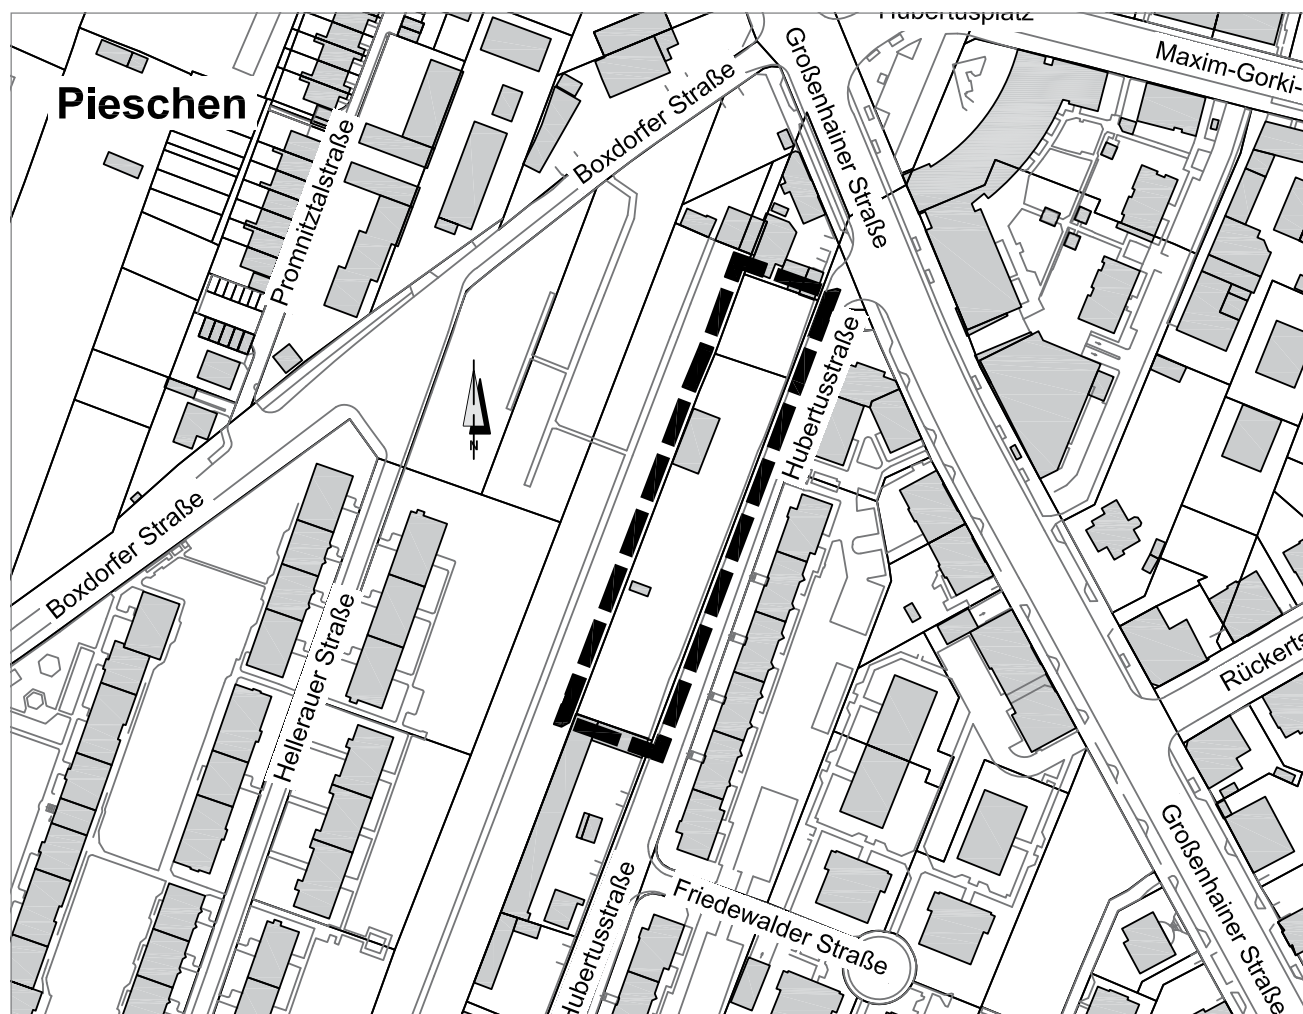 Hubertusplatz
Maxim-Gorki-
Großenhainer Straße
Pieschen
Boxdorfer Straße
Promnitztalstraße
Hubertusstraße
N
Boxdorfer Straße
Hellerauer Straße
Rückerts
Großenhainer Straße
Hubertusstraße
Friedewalder Straße